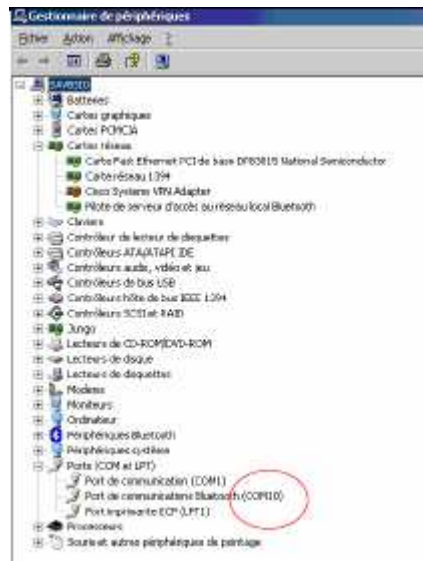 Gestionnaire de périphériques
Fichier Action Affichage ?
Batteries
Cartes graphiques
Cartes PCMCIA
Cartes réseau
Carte Fast Ethernet PCI de base DP83815 National Semiconductor
Carte réseau 1394
Cisco Systems VPN Adapter
Pilote de serveur d'accès au réseau local Bluetooth
Claviers
Contrôleur de lecteur de disquettes
Contrôleurs ATA/ATAPI IDE
Contrôleurs audio, vidéo et jeu
Contrôleurs de bus USB
Contrôleurs hôte de bus IEEE 1394
Contrôleurs SCSI et RAID
Jungo
Lecteurs de CD-ROM/DVD-ROM
Lecteurs de disque
Lecteurs de disquettes
Modems
Moniteurs
Ordinateur
Périphériques Bluetooth
Périphériques système
Ports (COM et LPT)
Port de communication (COM1)
Port de communications Bluetooth (COM10)
Port imprimante ECP (LPT1)
Processeurs
Souris et autres périphériques de pointage